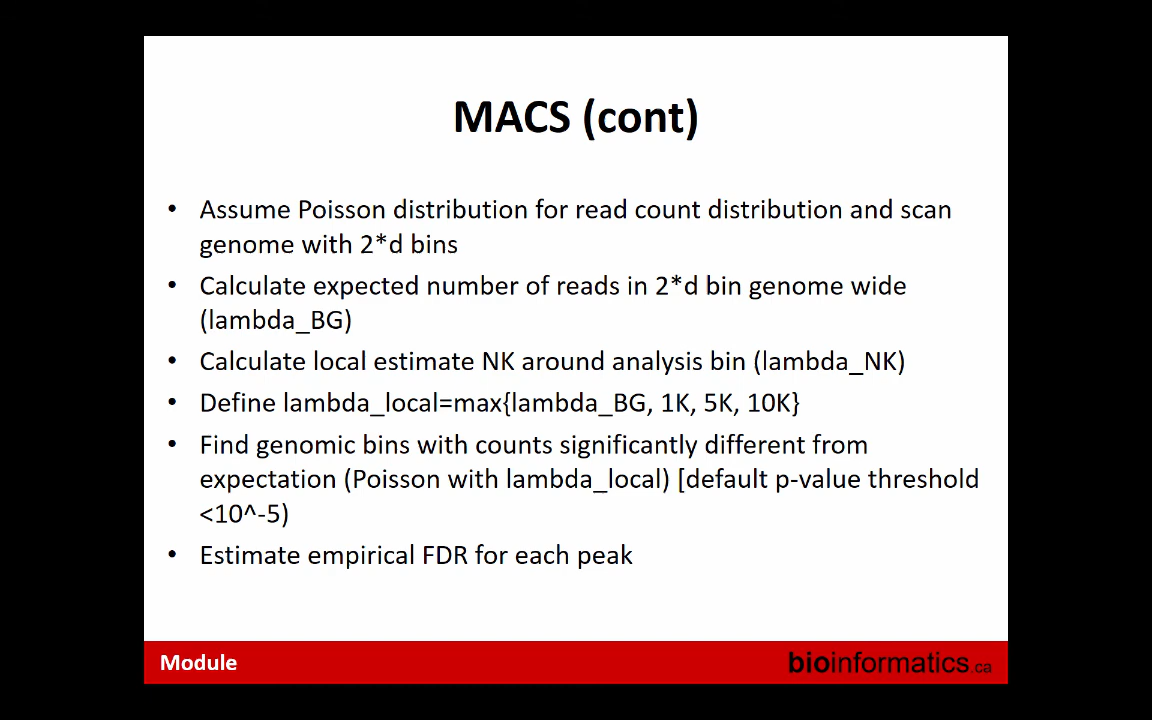 MACS (cont)
• Assume Poisson distribution for read count distribution and scan
genome with 2*d bins
• Calculate expected number of reads in 2*d bin genome wide
(lambda_BG)
• Calculate local estimate NK around analysis bin (lambda_NK)
• Define lambda_local=max{lambda_BG, 1K, 5K, 10K}
• Find genomic bins with counts significantly different from
expectation (Poisson with lambda_local) [default p-value threshold
<10^-5)
• Estimate empirical FDR for each peak
Module
bioinformatics.ca